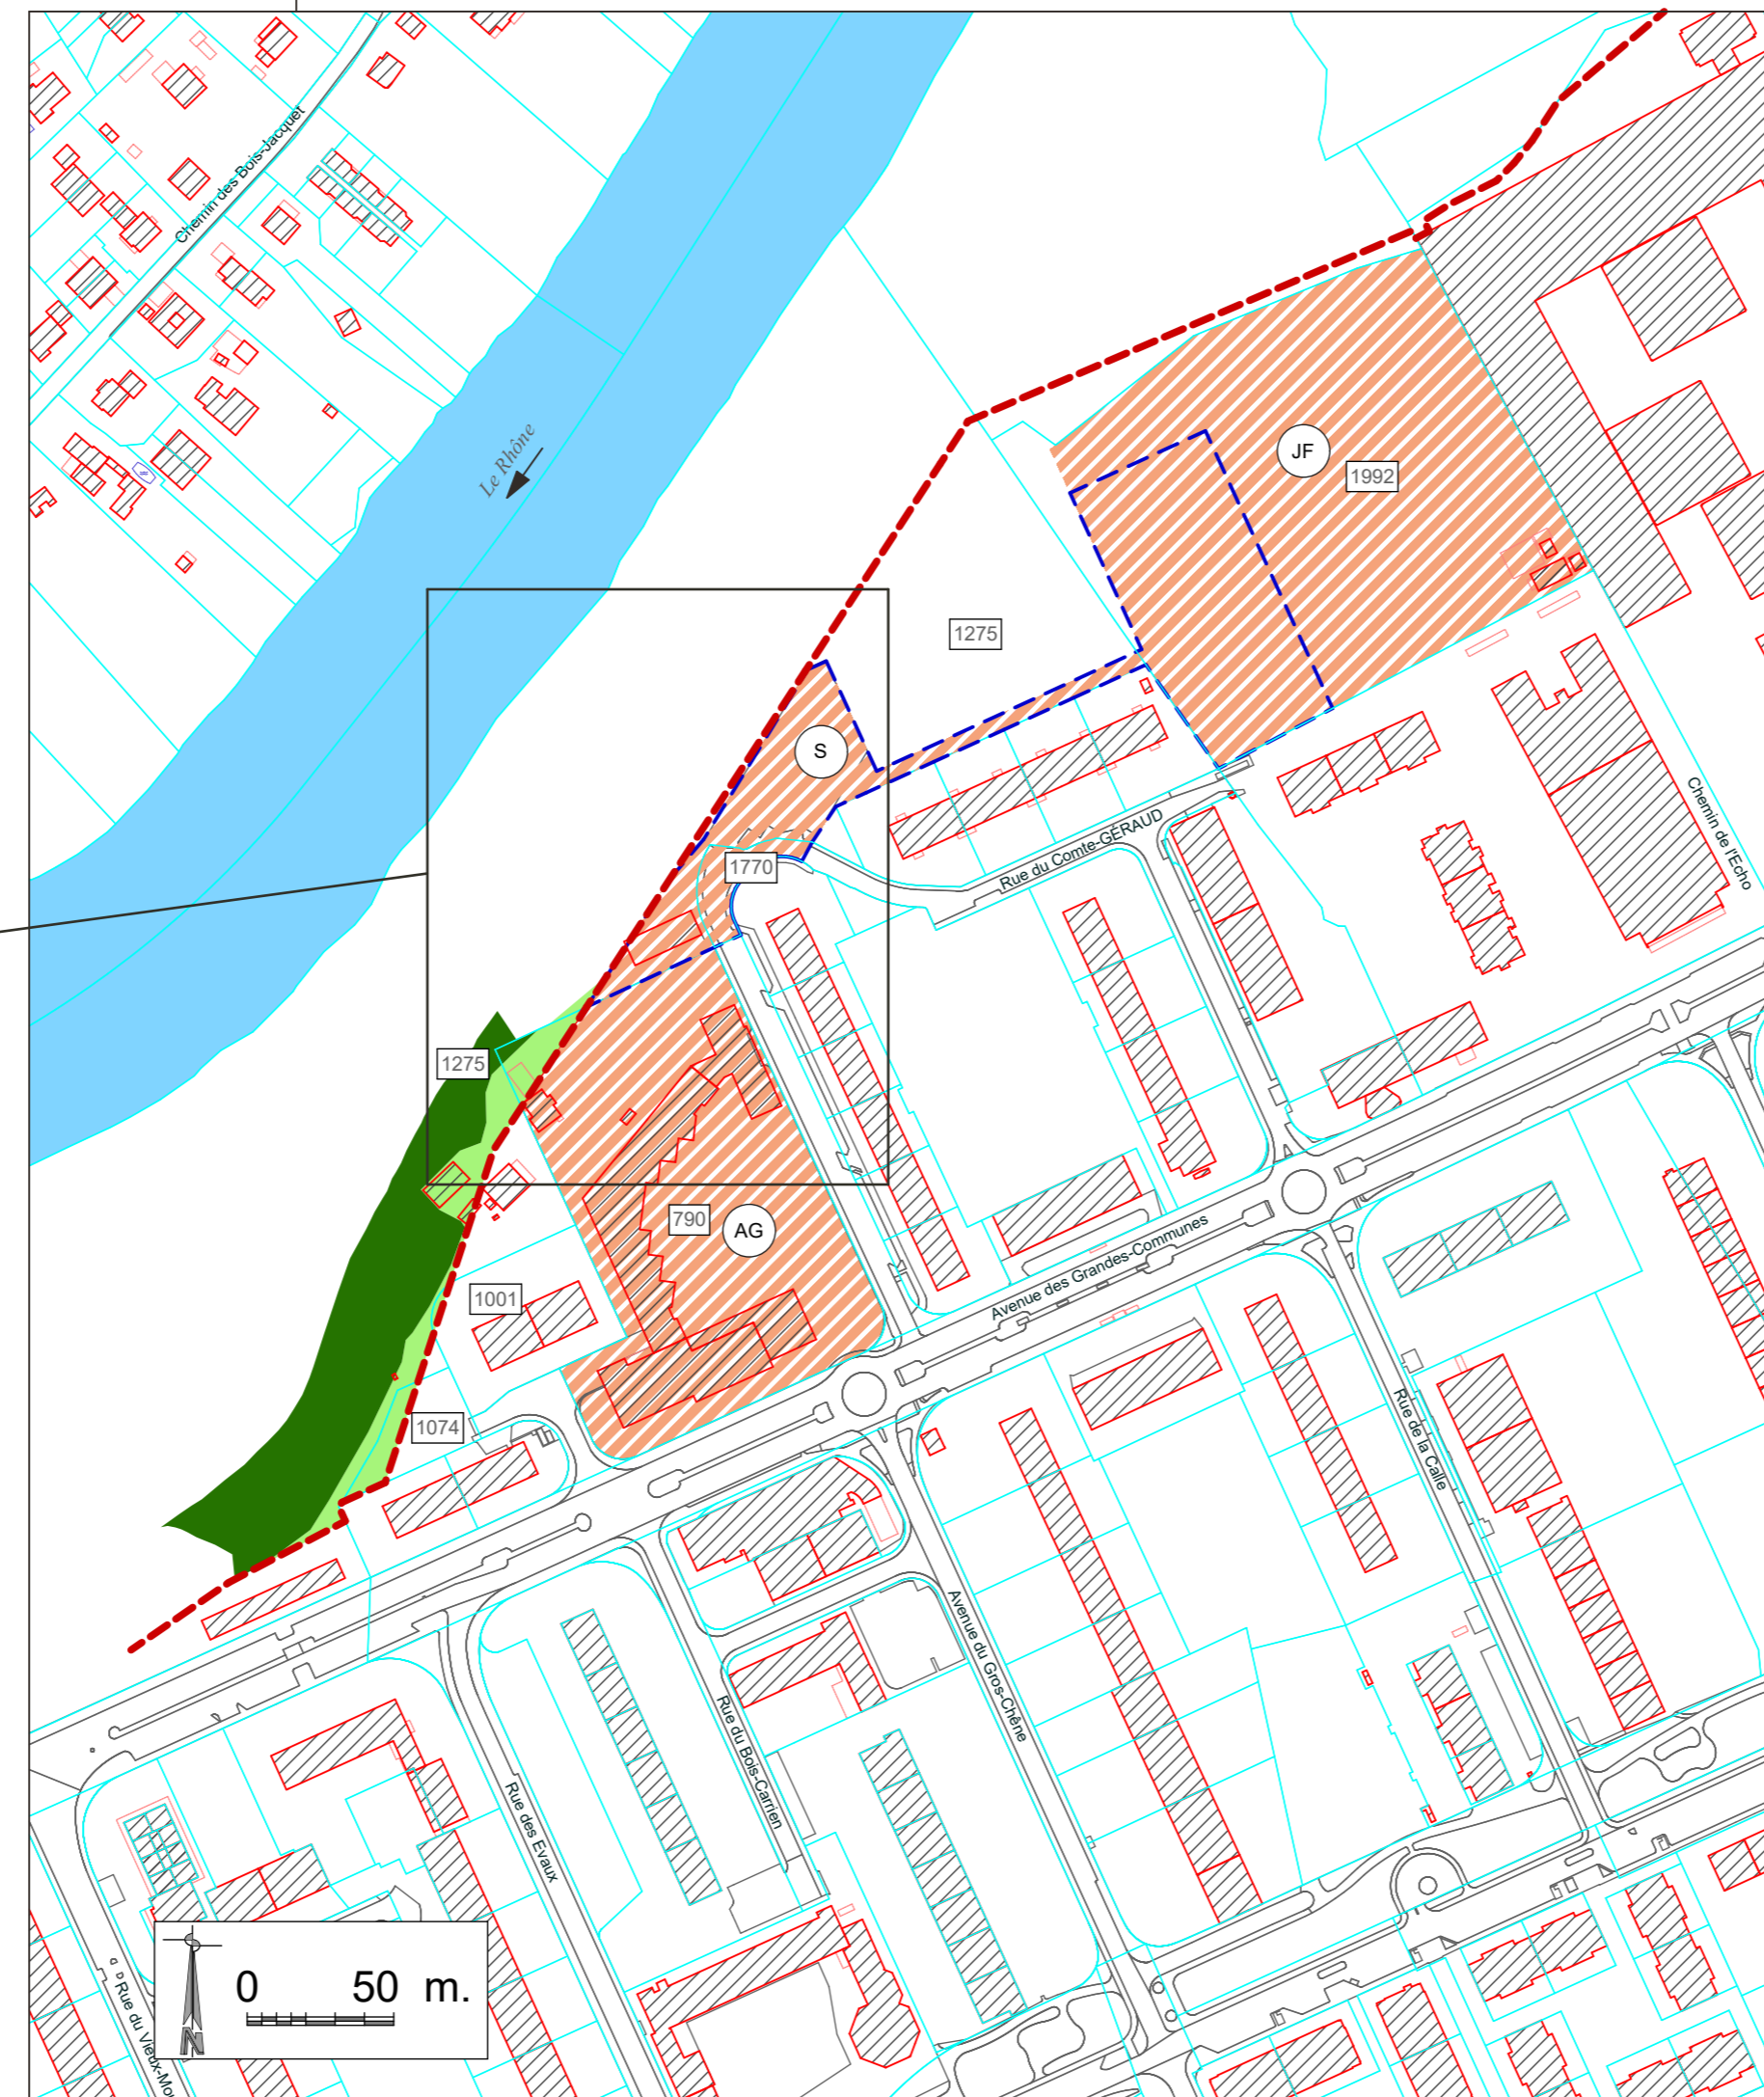 Chemin des Bois-Jacquet
Le Rhône
JF
1992
1275
S
1770
Rue du Comte-GÉRAUD
Chemin de l'Echo
1275
790
AG
1001
1074
Avenue des Grandes-Communes
Rue de la Calle
Avenue du Gros-Chêne
Rue du Bois-Carrien
Rue des Evaux
0 50 m.
N